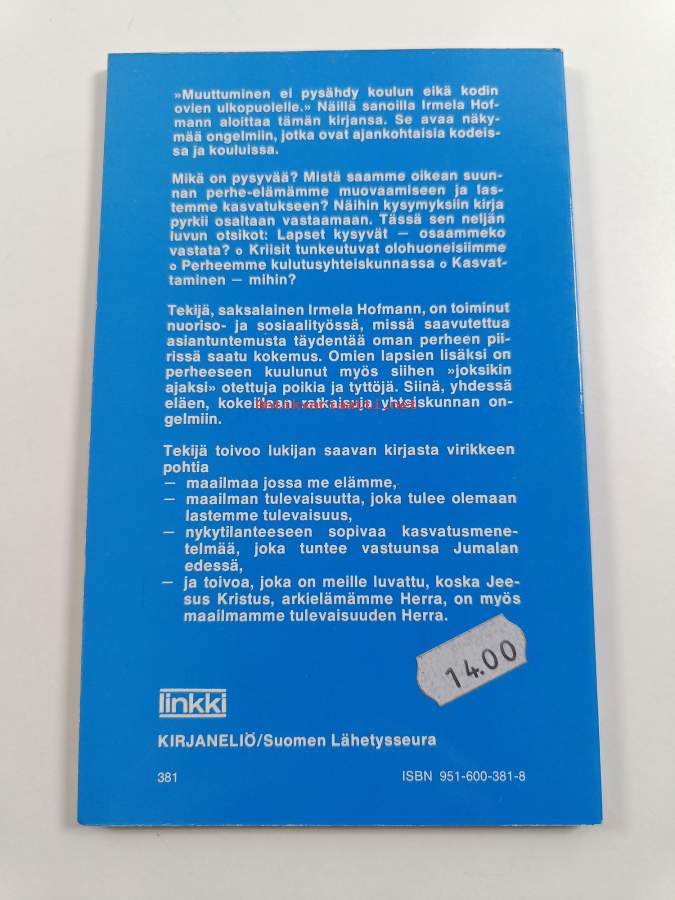 »Muuttuminen ei pysähdy koulun eikä kodin
ovien ulkopuolelle.» Näillä sanoilla Irmela Hof-
mann aloittaa tämän kirjansa. Se avaa näky-
mää ongelmiin, jotka ovat ajankohtaisia kodeis-
sa ja kouluissa.
Mikä on pysyvää? Mistä saamme oikean suun-
nan perhe-elämämme muovaamiseen ja las-
temme kasvatukseen? Näihin kysymyksiin kirja
pyrkii osaltaan vastaamaan. Tässä sen neljän
luvun otsikot: Lapset kysyvät — osaammeko
vastata? o Kriisit tunkeutuvat olohuoneisiimme
o Perheemme kulutusyhteiskunnassa o Kasvat-
taminen — mihin?
Tekijä, saksalainen Irmela Hofmann, on toiminut
nuoriso- ja sosiaalityössä, missä saavutettua
asiantuntemusta täydentää oman perheen pii-
rissä saatu kokemus. Omien lapsien lisäksi on
perheeseen kuulunut myös siihen »joksikin
ajaksi» otettuja poikia ja tyttöjä. Siinä, yhdessä
eläen, kokeillaan ratkaisuja yhteiskunnan on-
gelmiin.
Antikvariaatti.net
Tekijä toivoo lukijan saavan kirjasta virikkeen
pohtia
— maailmaa jossa me elämme,
— maailman tulevaisuutta, joka tulee olemaan
lastemme tulevaisuus,
— nykytilanteeseen sopivaa kasvatusmene-
telmää, joka tuntee vastuunsa Jumalan
edessä,
— ja toivoa, joka on meille luvattu, koska Jee-
sus Kristus, arkielämämme Herra, on myös
maailmamme tulevaisuuden Herra.
14.00
linkki
KIRJANELIÖ/Suomen Lähetysseura
381
ISBN 951-600-381-8